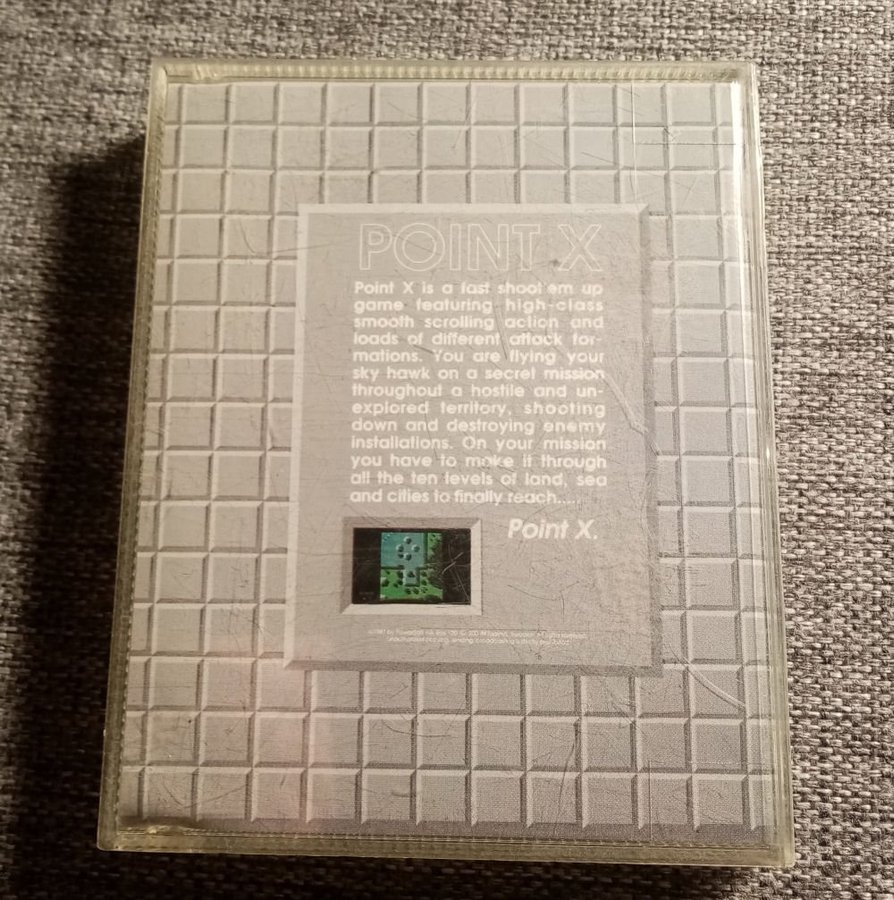 POINT X
Point X is a fast shoot'em up
game featuring high-class
smooth scrolling action and
loads of different attack for-
mations. You are flying your
sky hawk on a secret mission
throughout a hostile and un-
explored territory, shooting
down and destroying enemy
installations. On your mission
you have to make it through
all the ten levels of land, sea
and cities to finally reach.....
Point X.